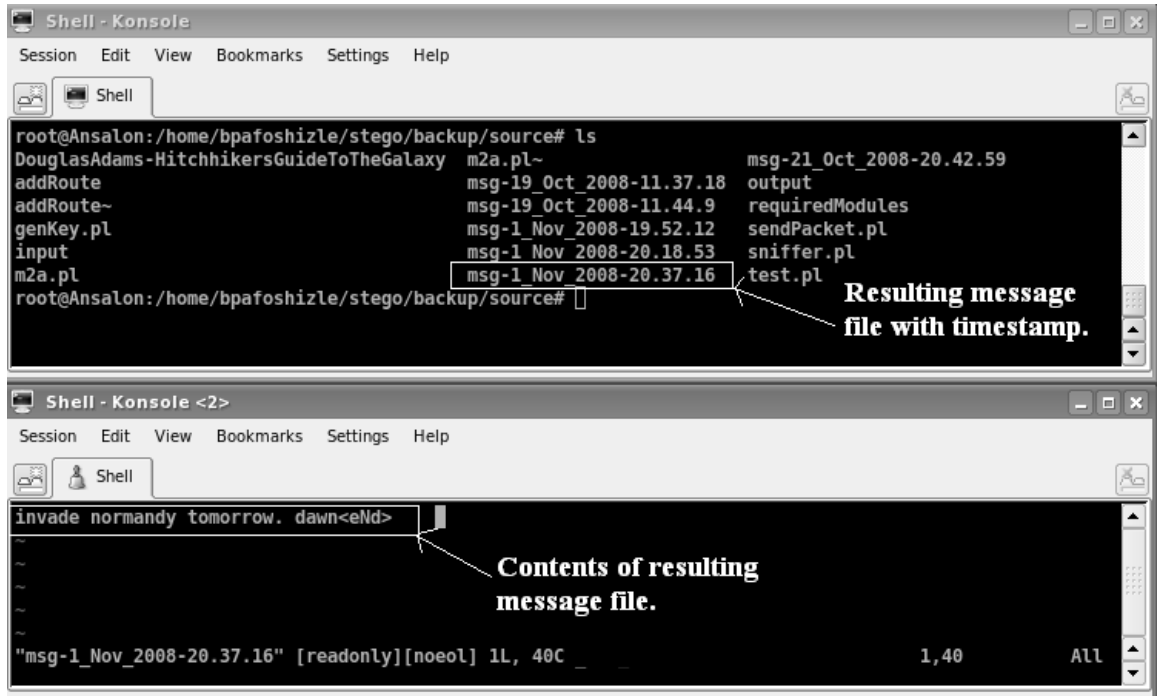 Shell - Konsole
Session Edit View Bookmarks Settings Help
Shell
root@Ansalon:/home/bpafoshizle/stego/backup/source# ls
DouglasAdams-HitchhikersGuideToTheGalaxy m2a.pl~ msg-21_Oct_2008-20.42.59
addRoute msg-19_Oct_2008-11.37.18 output
addRoute~ msg-19_Oct_2008-11.44.9 requiredModules
genKey.pl msg-1_Nov_2008-19.52.12 sendPacket.pl
input msg-1_Nov_2008-20.18.53 sniffer.pl
m2a.pl msg-1_Nov_2008-20.37.16 test.pl
root@Ansalon:/home/bpafoshizle/stego/backup/source#
Resulting message
file with timestamp.
Shell - Konsole <2>
Session Edit View Bookmarks Settings Help
Shell
invade normandy tomorrow. dawn<eNd>
~
~
~
~
~
Contents of resulting
message file.
"msg-1_Nov_2008-20.37.16" [readonly][noeol] 1L, 40C 1,40 All